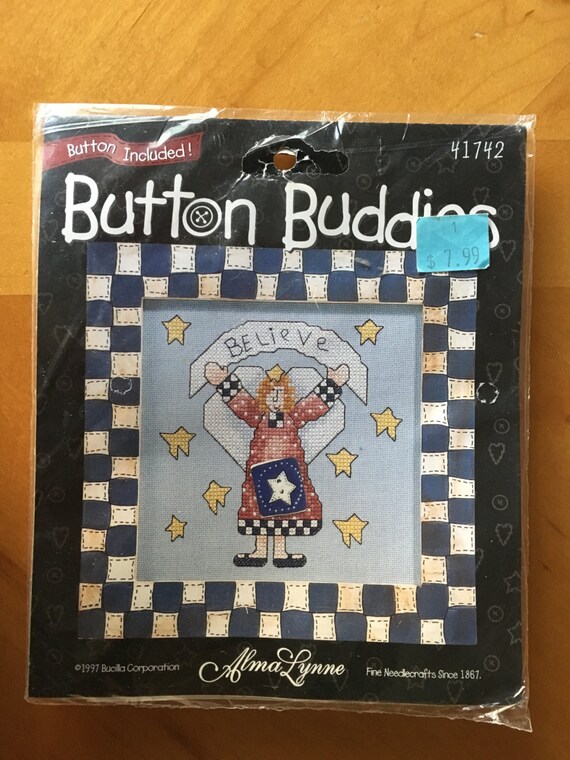 Button Included!
41742
Button Buddies
1
$ 7.99
Believe
©1997 Bucilla Corporation
Alma Lynne
Fine Needlecrafts Since 1867.